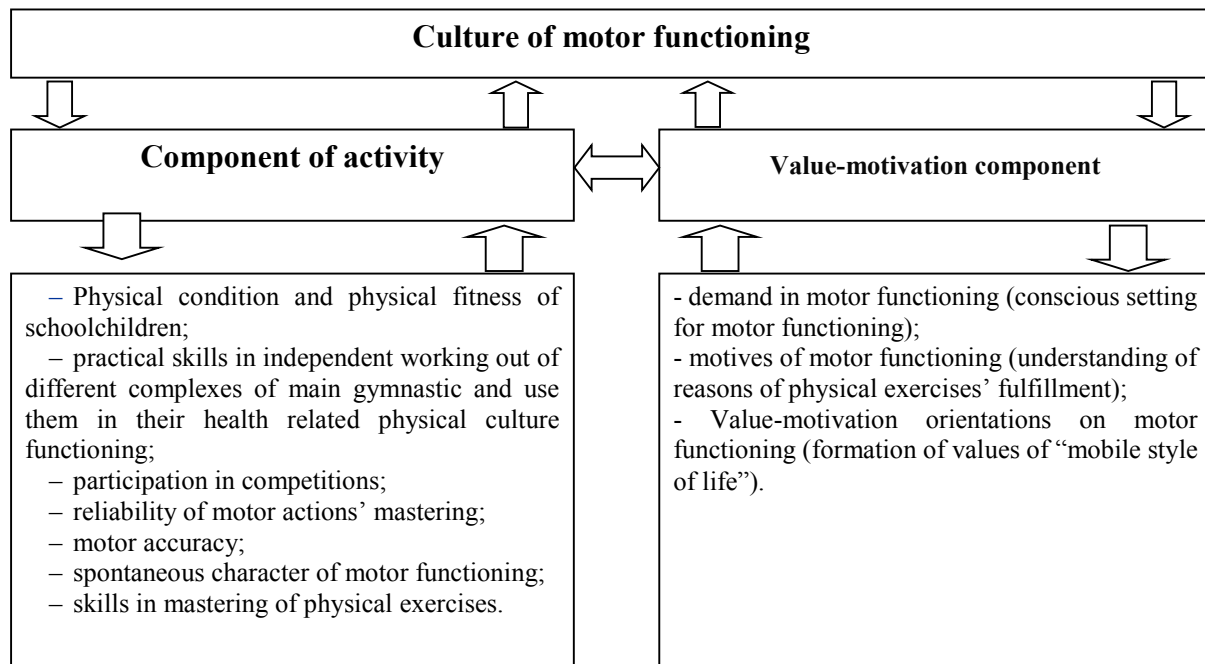 Culture of motor functioning
Component of activity
Value-motivation component
– Physical condition and physical fitness of
schoolchildren;
– practical skills in independent working out of
different complexes of main gymnastic and use
them in their health related physical culture
functioning;
– participation in competitions;
– reliability of motor actions’ mastering;
– motor accuracy;
– spontaneous character of motor functioning;
– skills in mastering of physical exercises.
- demand in motor functioning (conscious setting
for motor functioning);
- motives of motor functioning (understanding of
reasons of physical exercises’ fulfillment);
- Value-motivation orientations on motor
functioning (formation of values of “mobile style
of life”).